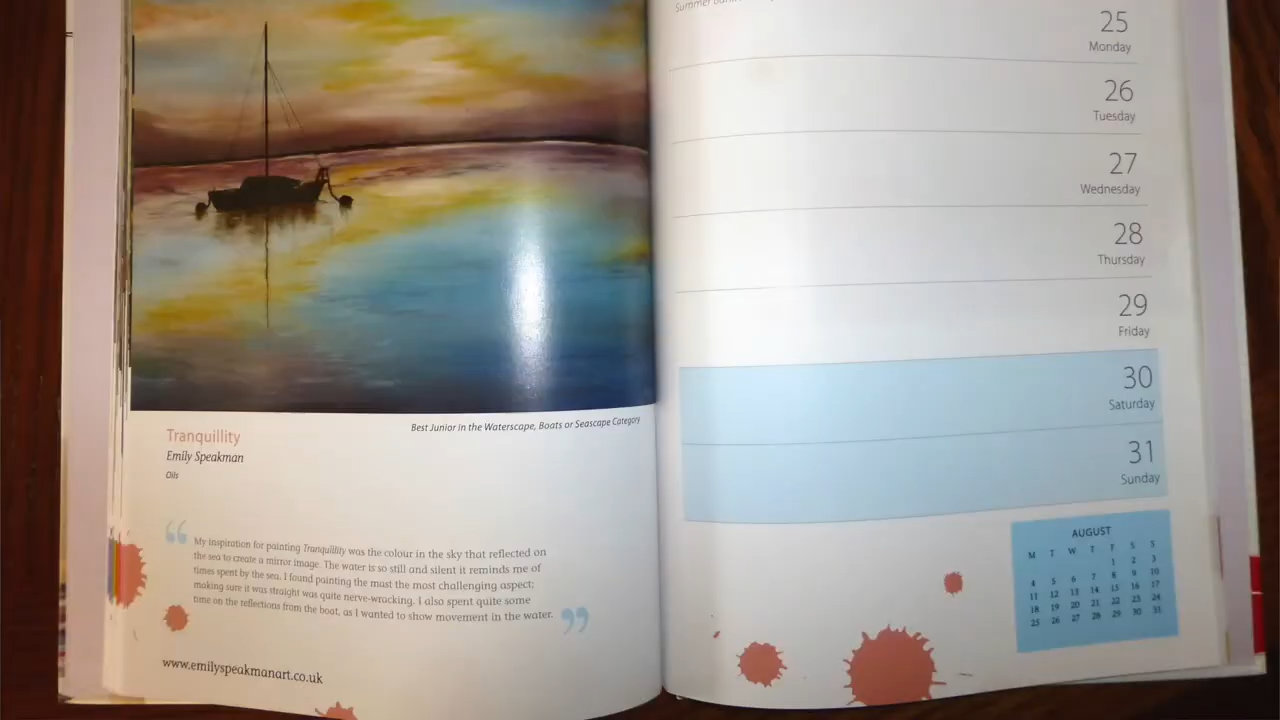 Best Junior in the Waterscape, Boats or Seascape Category
Tranquillity
Emily Speakman
Oils
“ My inspiration for painting Tranquillity was the colour in the sky that reflected on
the sea to create a mirror image. The water is so still and silent it reminds me of
times spent by the sea. I found painting the mast the most challenging aspect;
making sure it was straight was quite nerve-wracking. I also spent quite some
time on the reflections from the boat, as I wanted to show movement in the water. ”
www.emilyspeakmanart.co.uk
Summer
25
Monday
26
Tuesday
27
Wednesday
28
Thursday
29
Friday
30
Saturday
31
Sunday
AUGUST
M T W T F S S
1 2 3
4 5 6 7 8 9 10
11 12 13 14 15 16 17
18 19 20 21 22 23 24
25 26 27 28 29 30 31